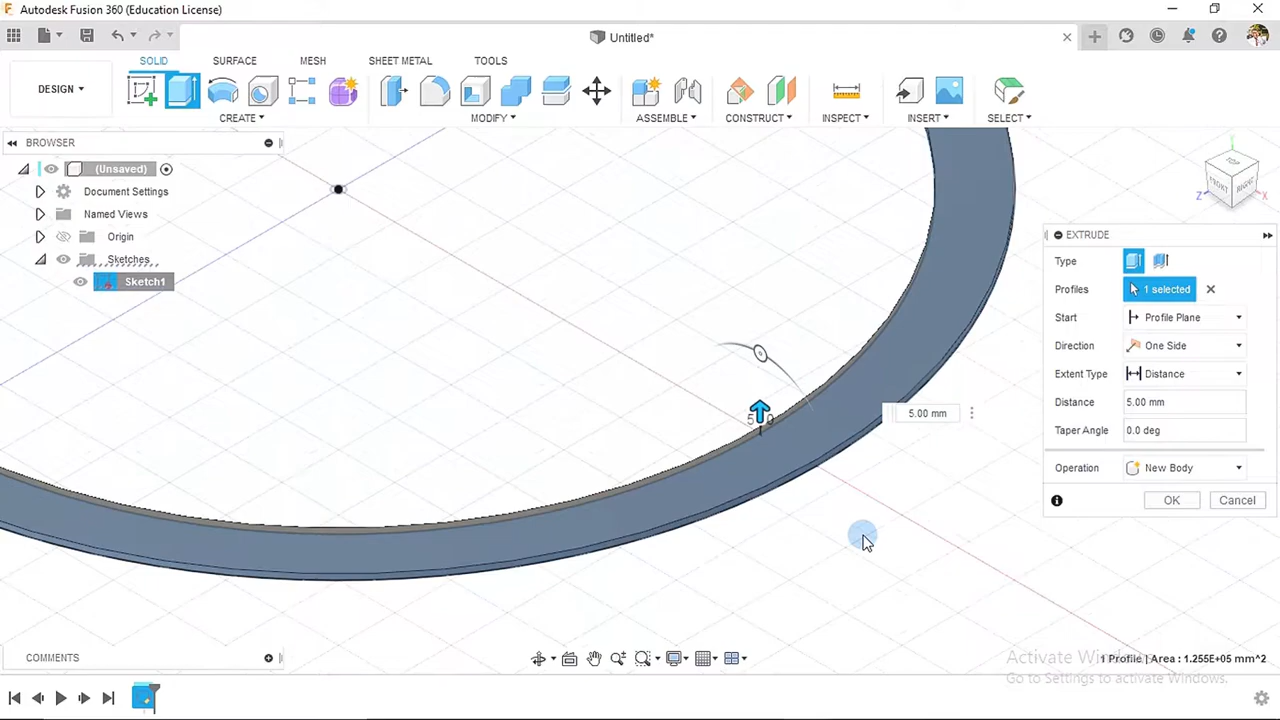 Autodesk Fusion 360 (Education License)
Untitled*
SOLID SURFACE MESH SHEET METAL TOOLS
DESIGN
CREATE MODIFY ASSEMBLE CONSTRUCT INSPECT INSERT SELECT
BROWSER
(Unsaved)
Document Settings
Named Views
Origin
Sketches
Sketch1
TOP
FRONT
RIGHT
Z
X
5.00 mm
EXTRUDE
Type
Profiles 1 selected
Start Profile Plane
Direction One Side
Extent Type Distance
Distance 5.00 mm
Taper Angle 0.0 deg
Operation New Body
OK Cancel
COMMENTS
Activate Windows
1 Profile | Area : 1.255E+05 mm^2
Go to Settings to activate Windows.